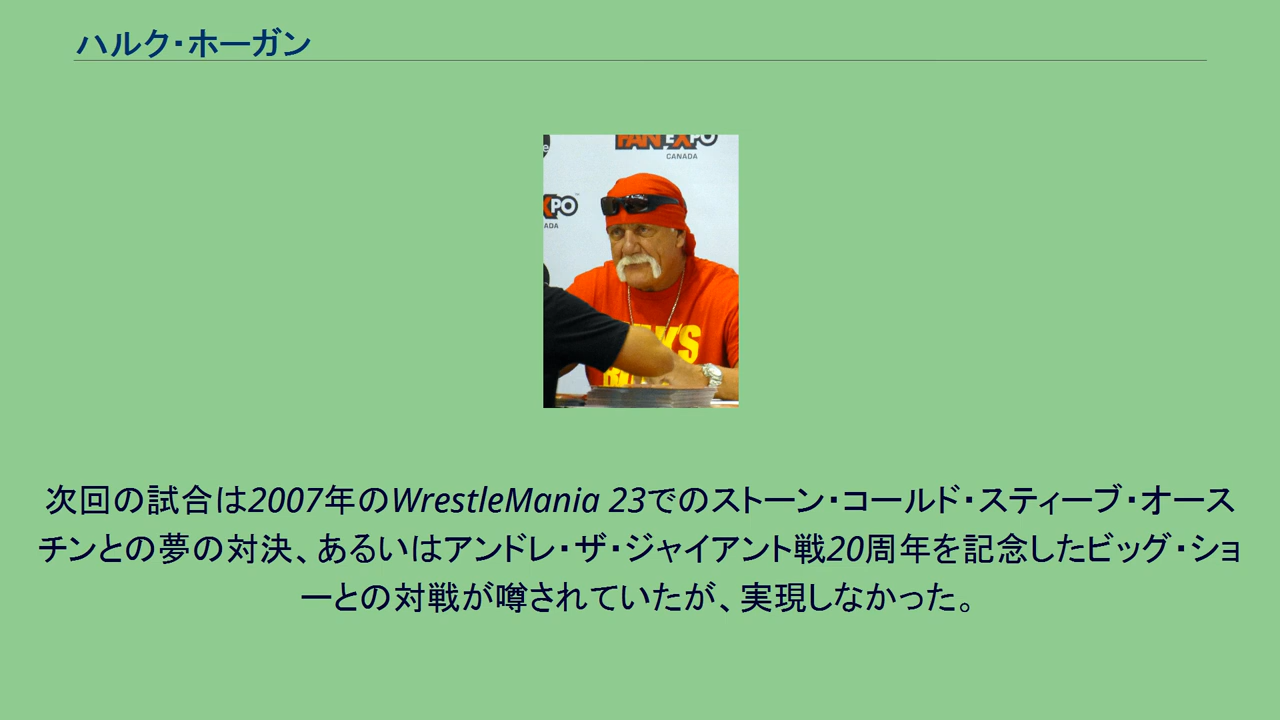 ハルク・ホーガン
FAN EXPO
CANADA
XPO
ADA
次回の試合は2007年のWrestleMania 23でのストーン・コールド・スティーブ・オース
チンとの夢の対決、あるいはアンドレ・ザ・ジャイアント戦20周年を記念したビッグ・ショ
ーとの対戦が噂されていたが、実現しなかった。